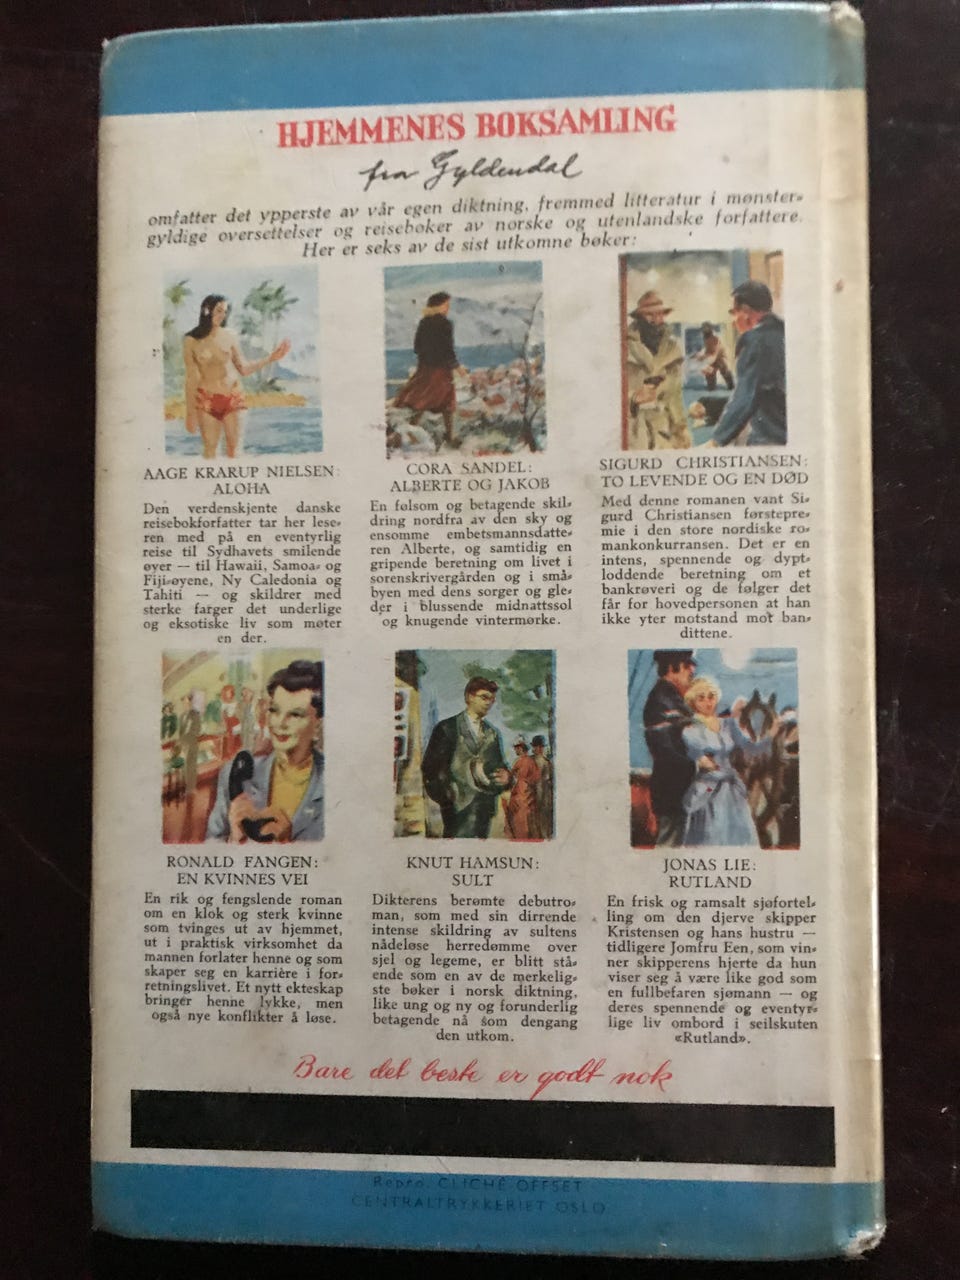 HJEMMENES BOKSAMLING
fra Gyldendal
omfatter det ypperste av vår egen diktning, fremmed litteratur i mønster-
gyldige oversettelser og reisebøker av norske og utenlandske forfattere.
Her er seks av de sist utkomne bøker:
AAGE KRARUP NIELSEN:
ALOHA
Den verdenskjente danske
reisebokforfatter tar her lese-
ren med på en eventyrlig
reise til Sydhavets smilende
øyer — til Hawaii, Samoa- og
Fiji-øyene, Ny Caledonia og
Tahiti — og skildrer med
sterke farger det underlige
og eksotiske liv som møter
en der.
CORA SANDEL:
ALBERTE OG JAKOB
En følsom og betagende skil-
dring nordfra av den sky og
ensomme embetsmannsdatte-
ren Alberte, og samtidig en
gripende beretning om livet i
sorenskrivergården og i små-
byen med dens sorger og gle-
der i blussende midnattssol
og knugende vintermørke.
SIGURD CHRISTIANSEN:
TO LEVENDE OG EN DØD
Med denne romanen vant Si-
gurd Christiansen førstepre-
mie i den store nordiske ro-
mankonkurransen. Det er en
intens, spennende og dypt-
loddende beretning om et
bankrøveri og de følger det
får for hovedpersonen at han
ikke yter motstand mot ban-
dittene.
RONALD FANGEN:
EN KVINNES VEI
En rik og fengslende roman
om en klok og sterk kvinne
som tvinges ut av hjemmet,
ut i praktisk virksomhet da
mannen forlater henne og som
skaper seg en karrière i for-
retningslivet. Et nytt ekteskap
bringer henne lykke, men
også nye konflikter å løse.
KNUT HAMSUN:
SULT
Dikterens berømte debutro-
man, som med sin dirrende
intense skildring av sultens
nådeløse herredømme over
sjel og legeme, er blitt stå-
ende som en av de merkelig-
ste bøker i norsk diktning,
like ung og ny og forunderlig
betagende nå som dengang
den utkom.
JONAS LIE:
RUTLAND
En frisk og ramsalt sjøfortel-
ling om den djerve skipper
Kristensen og hans hustru —
tidligere Jomfru Een, som vin-
ner skipperens hjerte da hun
viser seg å være like god som
en fullbefaren sjømann — og
deres spennende og eventyr-
lige liv ombord i seilskuten
«Rutland».
Bare det beste er godt nok
Repro. CLICHÉ-OFFSET
CENTRALTRYKKERIET OSLO